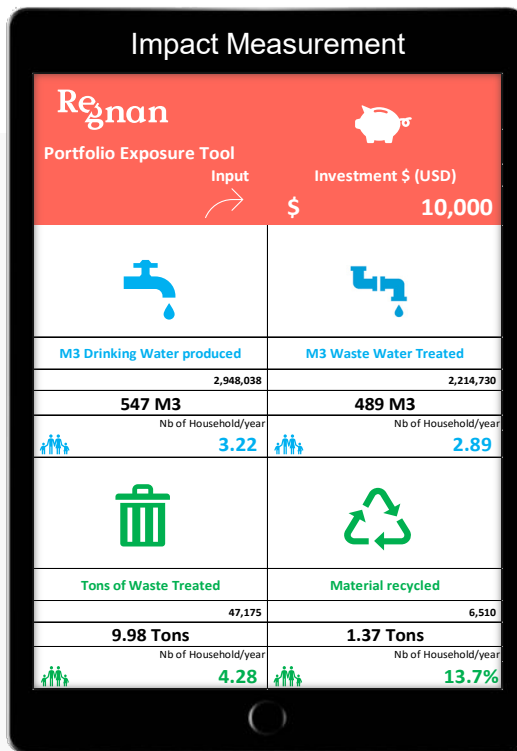 Impact Measurement
Regnan
Portfolio Exposure Tool
Input
Investment $ (USD)
$ 10,000
M3 Drinking Water produced
M3 Waste Water Treated
2,948,038
2,214,730
547 M3
489 M3
Nb of Household/year
Nb of Household/year
3.22
2.89
Tons of Waste Treated
Material recycled
47,175
6,510
9.98 Tons
1.37 Tons
Nb of Household/year
Nb of Household/year
4.28
13.7%